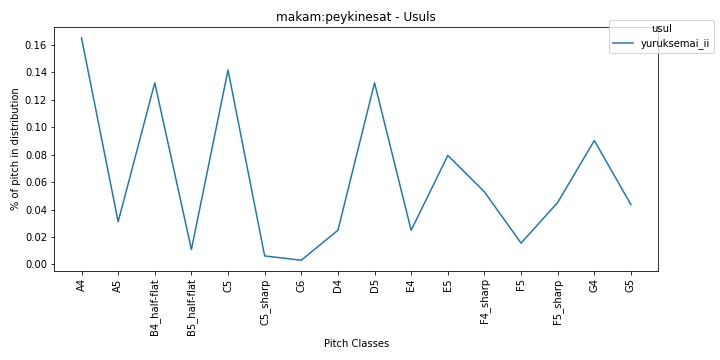 makam:peykinesat - Usuls
usul
yuruksemai_ii
% of pitch in distribution
0.16
0.14
0.12
0.10
0.08
0.06
0.04
0.02
0.00
A4
A5
B4_half-flat
B5_half-flat
C5
C5_sharp
C6
D4
D5
E4
E5
F4_sharp
F5
F5_sharp
G4
G5
Pitch Classes